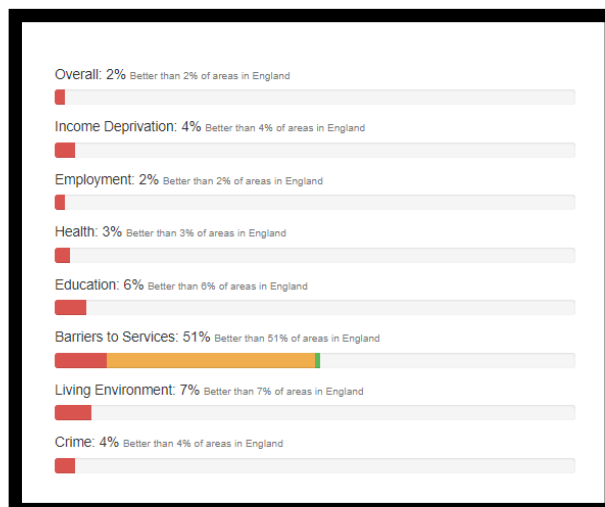 Overall: 2% Better than 2% of areas in England
Income Deprivation: 4% Better than 4% of areas in England
Employment: 2% Better than 2% of areas in England
Health: 3% Better than 3% of areas in England
Education: 6% Better than 6% of areas in England
Barriers to Services: 51% Better than 51% of areas in England
Living Environment: 7% Better than 7% of areas in England
Crime: 4% Better than 4% of areas in England